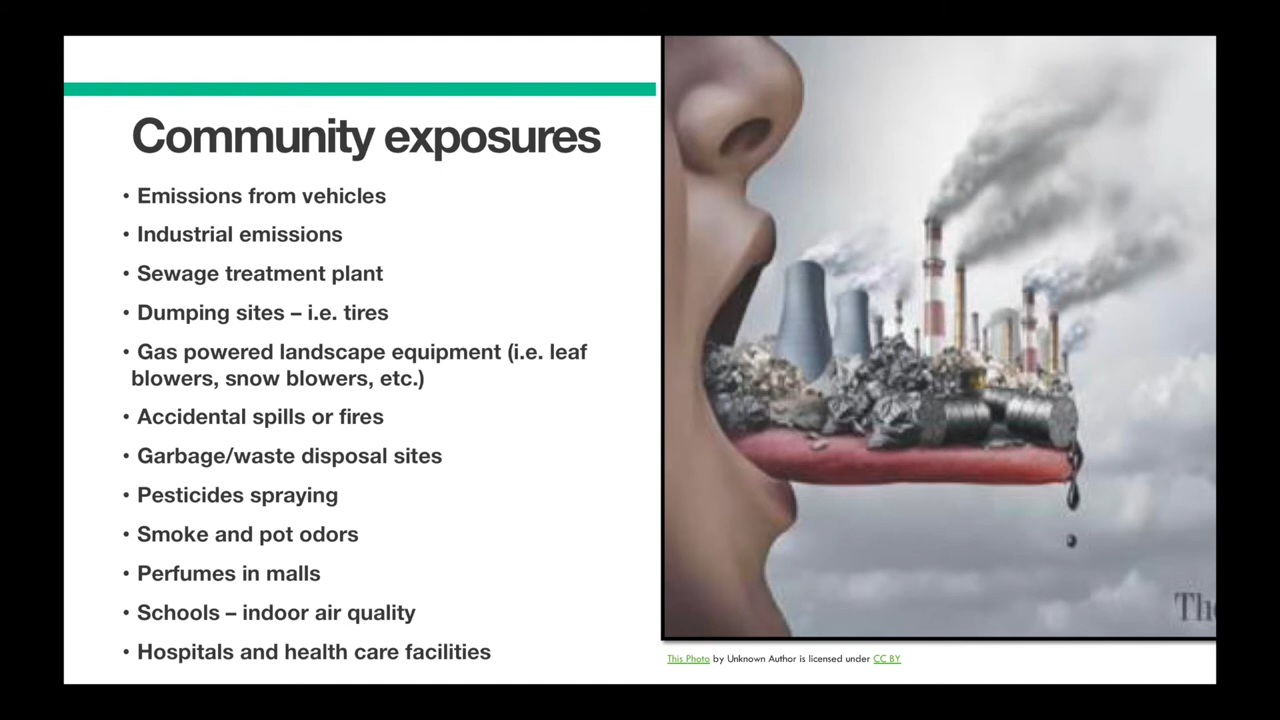 Community exposures
• Emissions from vehicles
• Industrial emissions
• Sewage treatment plant
• Dumping sites – i.e. tires
• Gas powered landscape equipment (i.e. leaf
blowers, snow blowers, etc.)
• Accidental spills or fires
• Garbage/waste disposal sites
• Pesticides spraying
• Smoke and pot odors
• Perfumes in malls
• Schools – indoor air quality
• Hospitals and health care facilities
This Photo by Unknown Author is licensed under CC BY